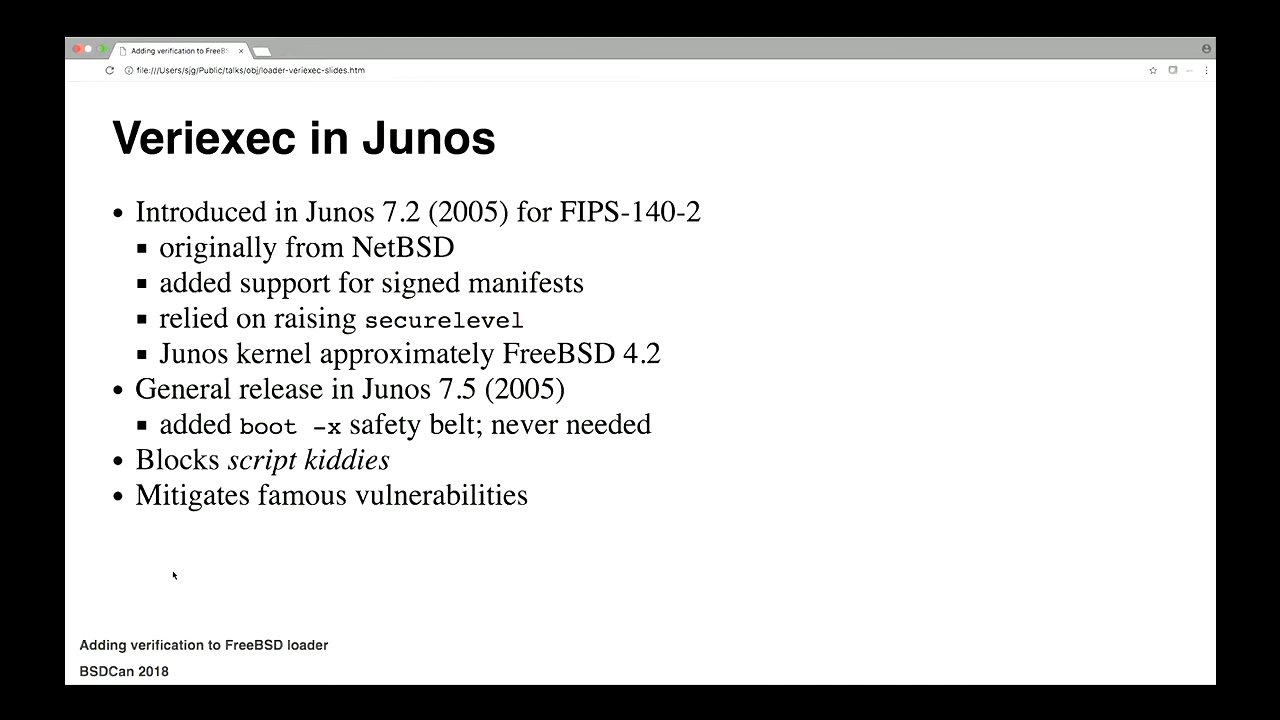 Adding verification to FreeBS
file:///Users/sjg/Public/talks/obj/loader-veriexec-slides.htm
Veriexec in Junos
• Introduced in Junos 7.2 (2005) for FIPS-140-2
▪ originally from NetBSD
▪ added support for signed manifests
▪ relied on raising securelevel
▪ Junos kernel approximately FreeBSD 4.2
• General release in Junos 7.5 (2005)
▪ added boot -x safety belt; never needed
• Blocks script kiddies
• Mitigates famous vulnerabilities
Adding verification to FreeBSD loader
BSDCan 2018